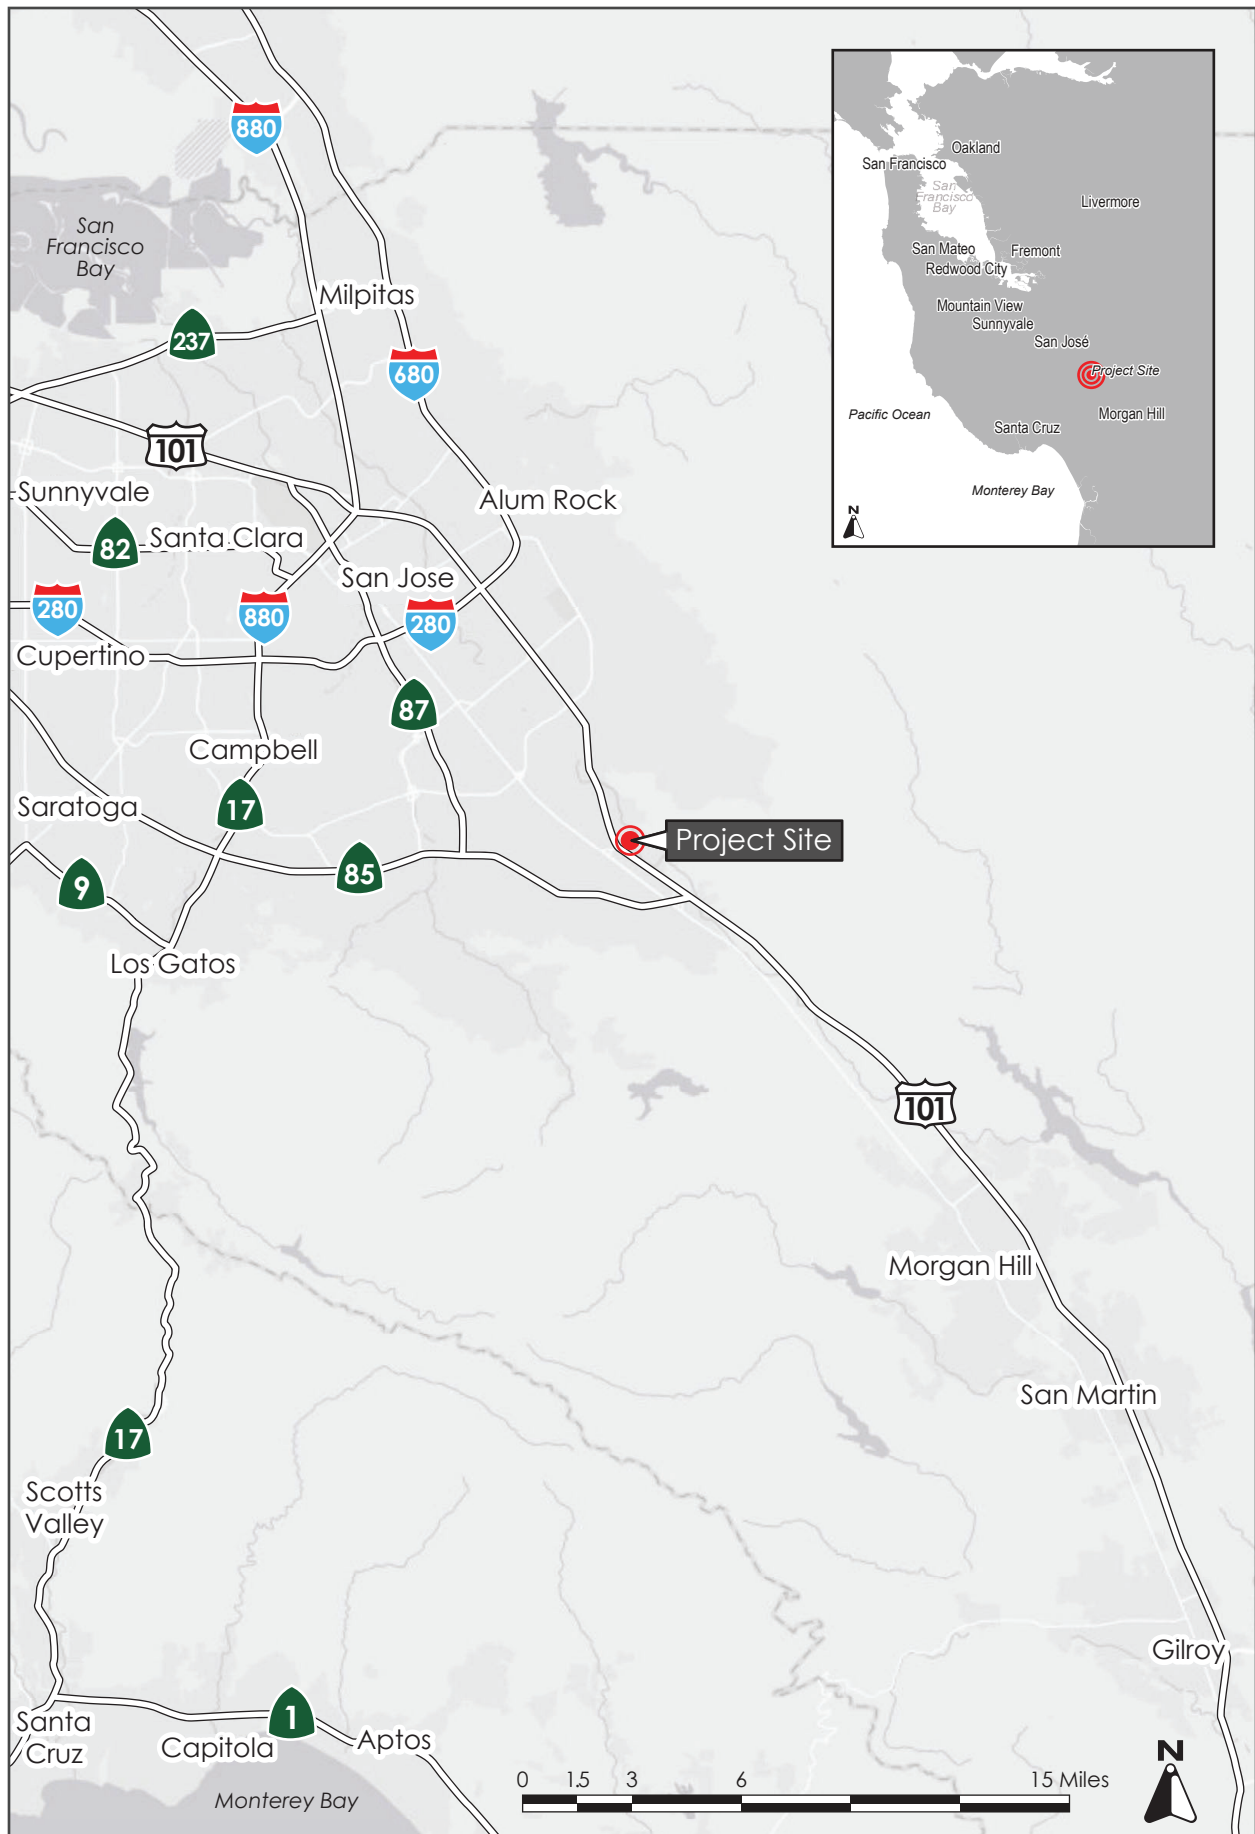 880
San
Francisco
Bay
Milpitas
237
680
101
Sunnyvale
Alum Rock
82
Santa Clara
San Jose
280
880
280
Cupertino
87
Campbell
Saratoga
17
Project Site
85
9
Los Gatos
101
Morgan Hill
San Martin
17
Scotts
Valley
Gilroy
Santa
Cruz
1
Capitola
Aptos
Monterey Bay
0 1.5 3 6 15 Miles
N
Oakland
San Francisco
San
Francisco
Bay
Livermore
San Mateo
Fremont
Redwood City
Mountain View
Sunnyvale
San José
Project Site
Pacific Ocean
Morgan Hill
Santa Cruz
Monterey Bay
N